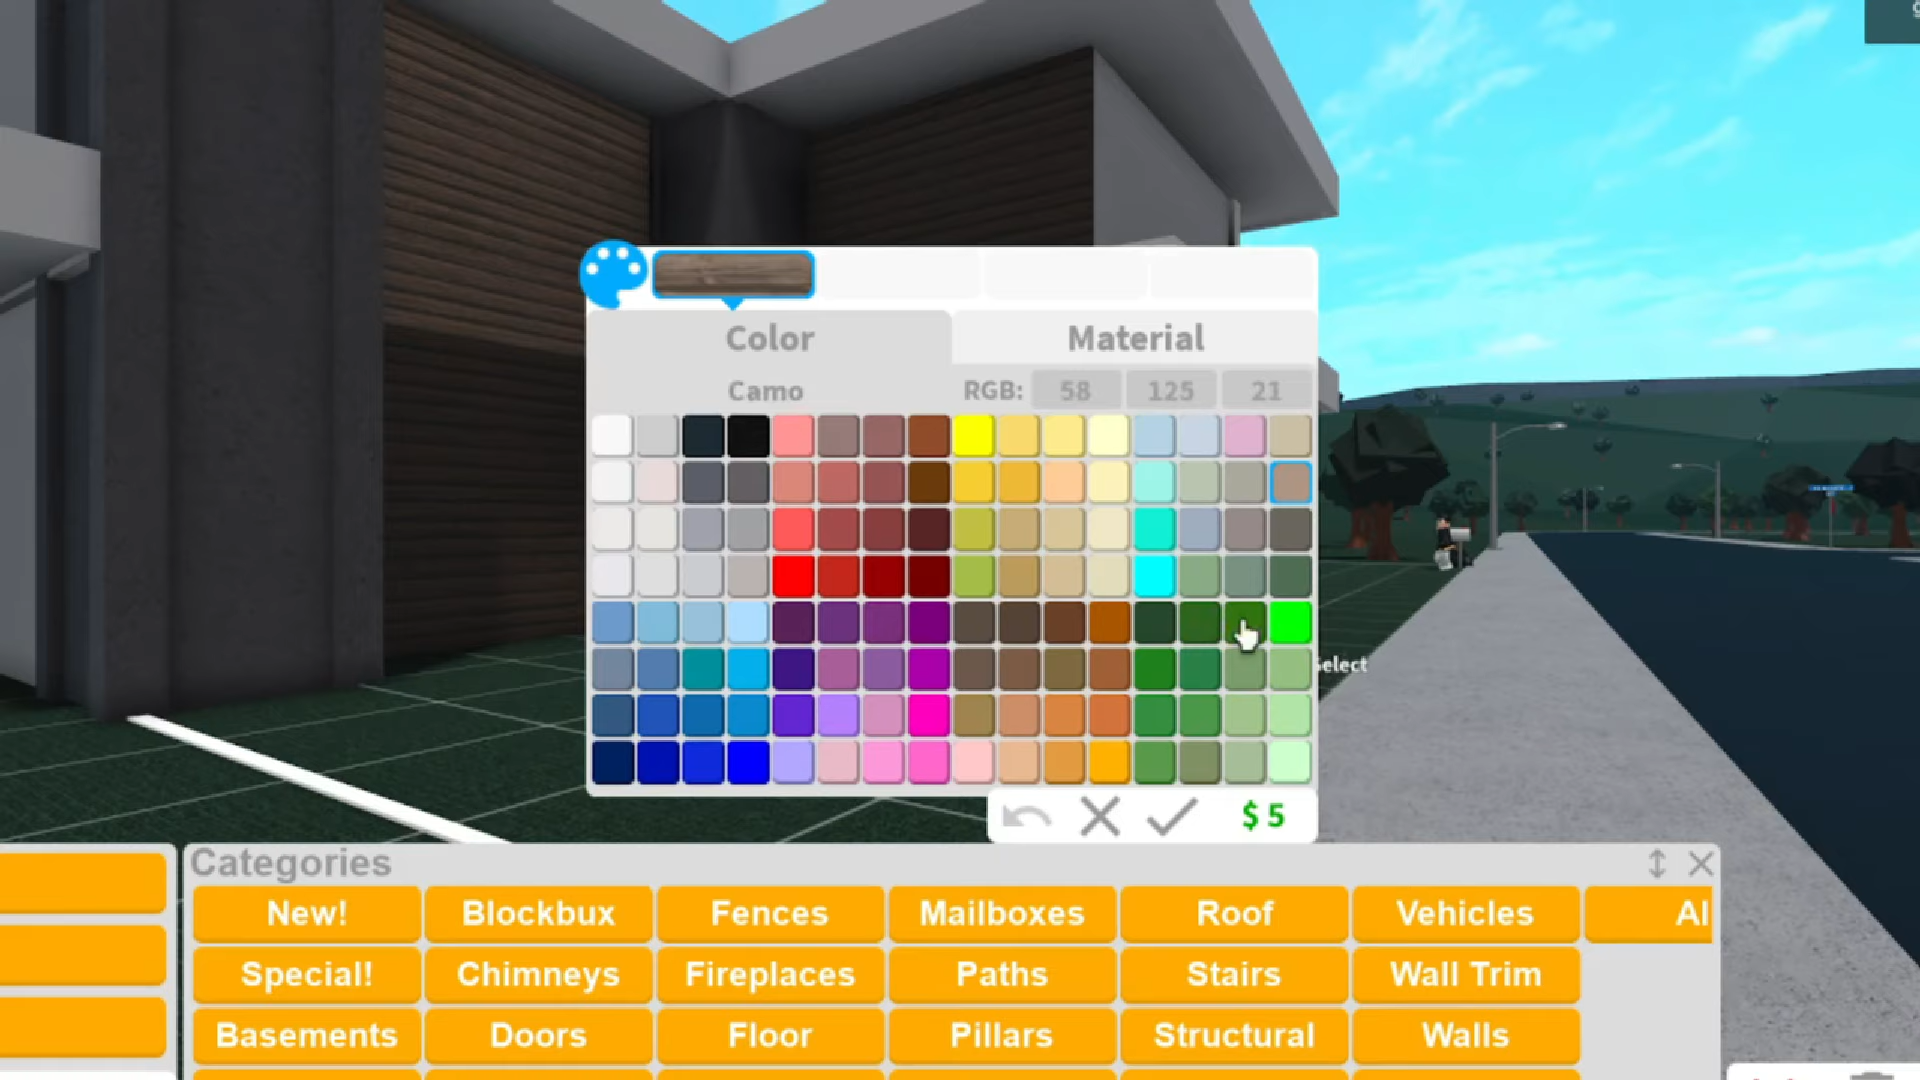 Color Material
Camo RGB: 58 125 21
Select
$ 5
Categories
New! Blockbux Fences Mailboxes Roof Vehicles Al
Special! Chimneys Fireplaces Paths Stairs Wall Trim
Basements Doors Floor Pillars Structural Walls